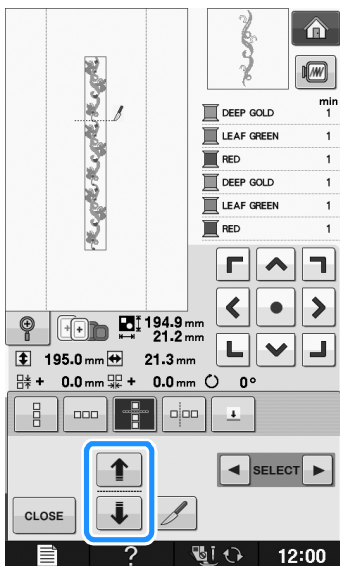 min
DEEP GOLD 1
LEAF GREEN 1
RED 1
DEEP GOLD 1
LEAF GREEN 1
RED 1
194.9 mm
21.2 mm
195.0 mm 21.3 mm
+ 0.0 mm + 0.0 mm 0°
SELECT
CLOSE
? 12:00